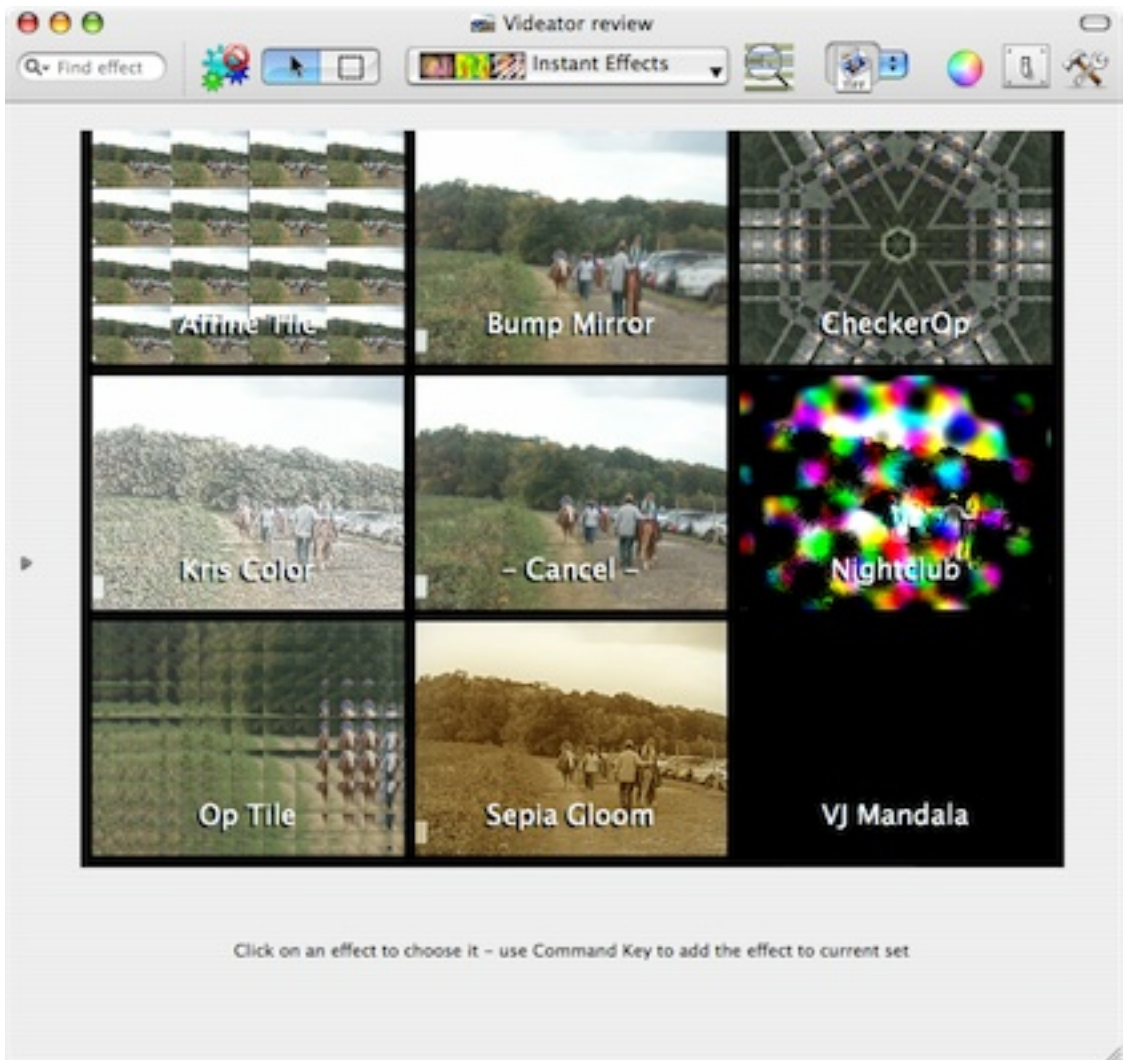 Videator review
Find effect
Instant Effects
TIFF
Affine Tile
Bump Mirror
CheckerOp
Kris Color
– Cancel –
Nightclub
Op Tile
Sepia Gloom
VJ Mandala
Click on an effect to choose it – use Command Key to add the effect to current set